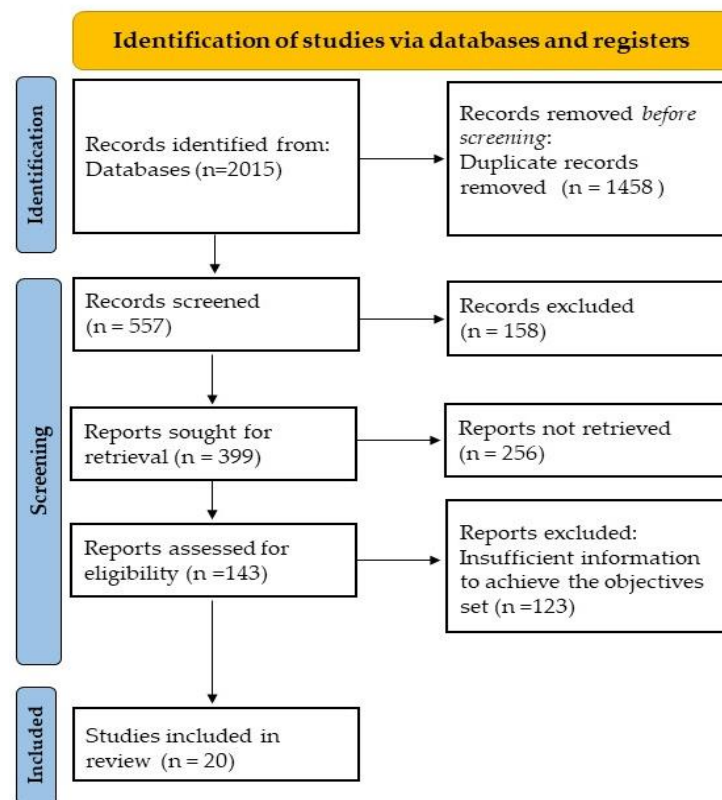 Identification of studies via databases and registers
Identification
Records identified from:
Databases (n=2015)
Records removed before
screening:
Duplicate records
removed (n = 1458 )
Screening
Records screened
(n = 557)
Records excluded
(n = 158)
Reports sought for
retrieval (n = 399)
Reports not retrieved
(n = 256)
Reports assessed for
eligibility (n =143)
Reports excluded:
Insufficient information
to achieve the objectives
set (n =123)
Included
Studies included in
review (n = 20)